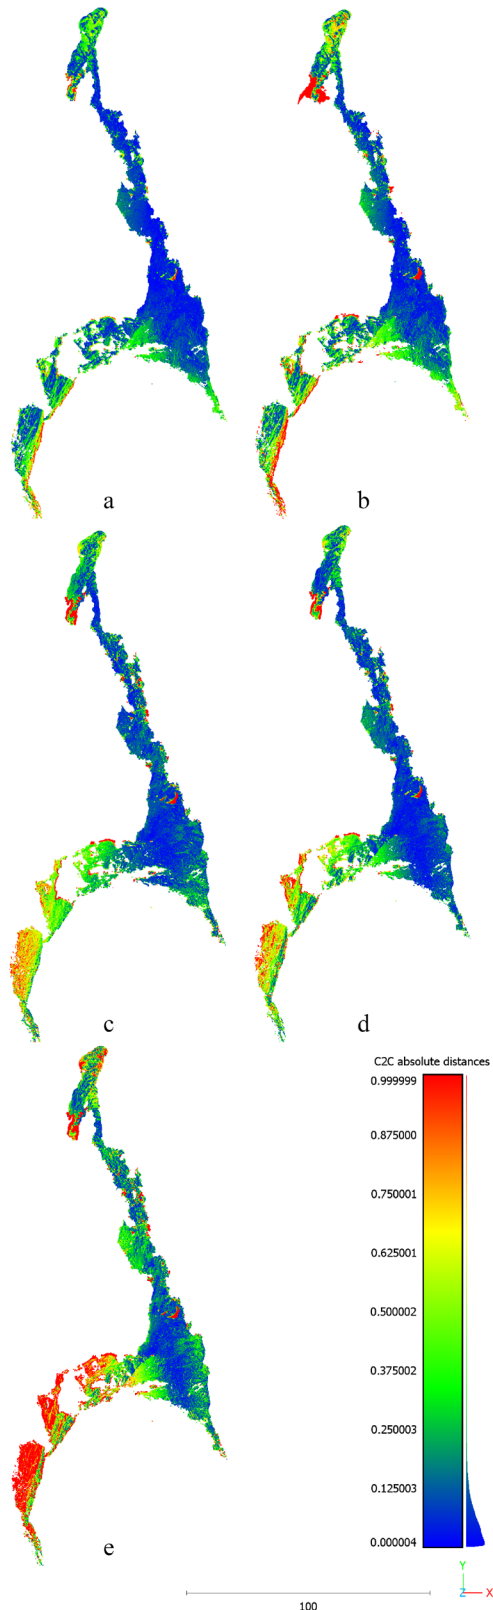 a
b
c
d
C2C absolute distances
0.999999
0.875000
0.750001
0.625001
0.500002
0.375002
0.250003
0.125003
0.000004
e
Y
Z X
100